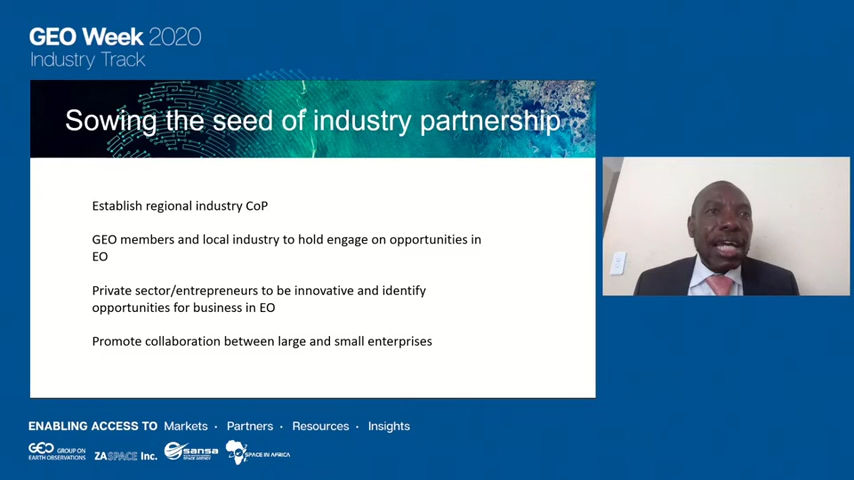 GEO Week 2020
Industry Track
Sowing the seed of industry partnership
Establish regional industry CoP
GEO members and local industry to hold engage on opportunities in
EO
Private sector/entrepreneurs to be innovative and identify
opportunities for business in EO
Promote collaboration between large and small enterprises
ENABLING ACCESS TO Markets · Partners · Resources · Insights
GEO GROUP ON
EARTH OBSERVATIONS
ZASPACE Inc.
sansa
SPACE IN AFRICA